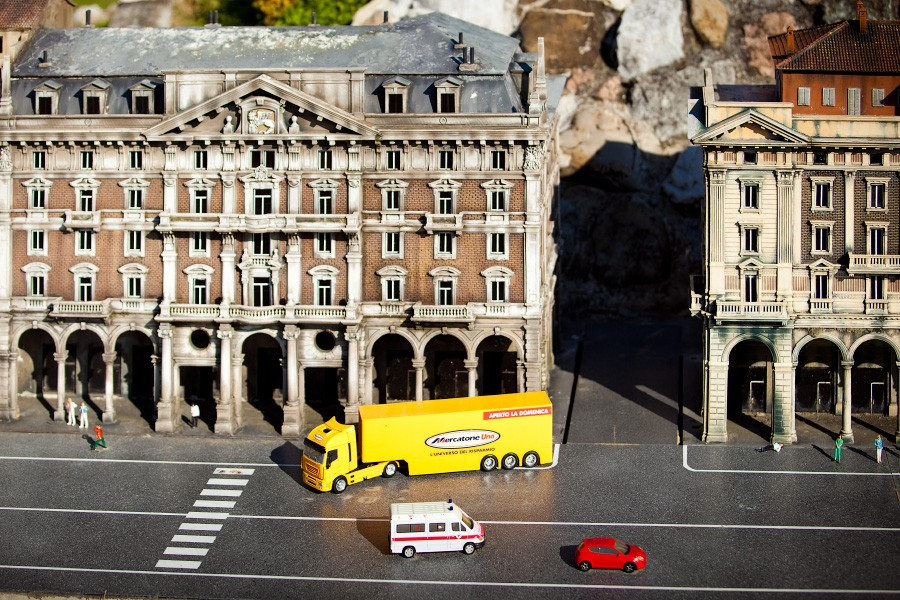 APERTO LA DOMENICA
Mercatone Uno
L'UNIVERSO DEL RISPARMIO